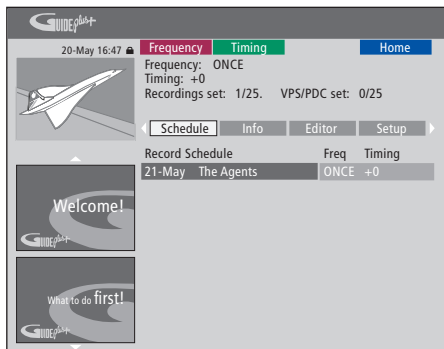 GUIDE plus+
20-May 16:47
Frequency Timing Home
Frequency: ONCE
Timing: +0
Recordings set: 1/25. VPS/PDC set: 0/25
Schedule Info Editor Setup
Record Schedule Freq Timing
21-May The Agents ONCE +0
Welcome!
GUIDE plus+
What to do first!
GUIDE plus+